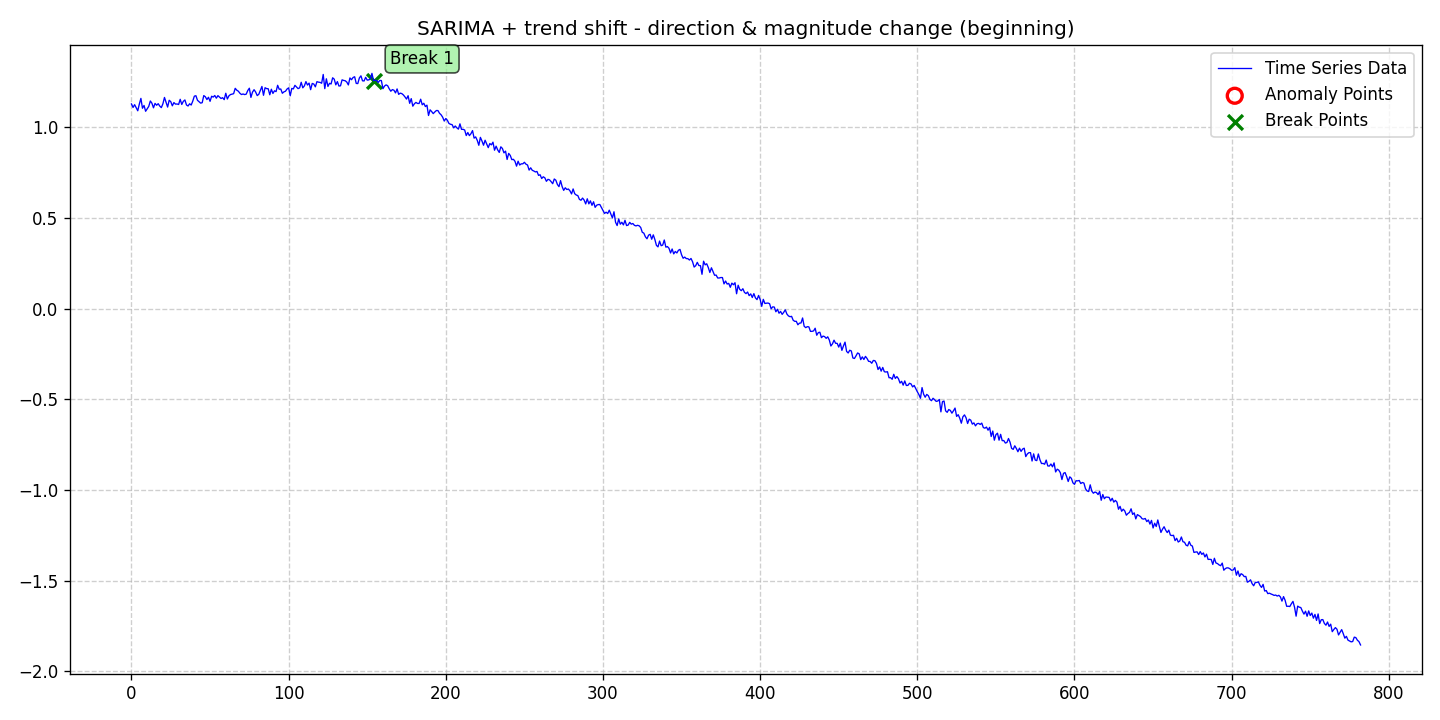 SARIMA + trend shift - direction & magnitude change (beginning)
Break 1
Time Series Data
Anomaly Points
Break Points
1.0
0.5
0.0
−0.5
−1.0
−1.5
−2.0
0 100 200 300 400 500 600 700 800